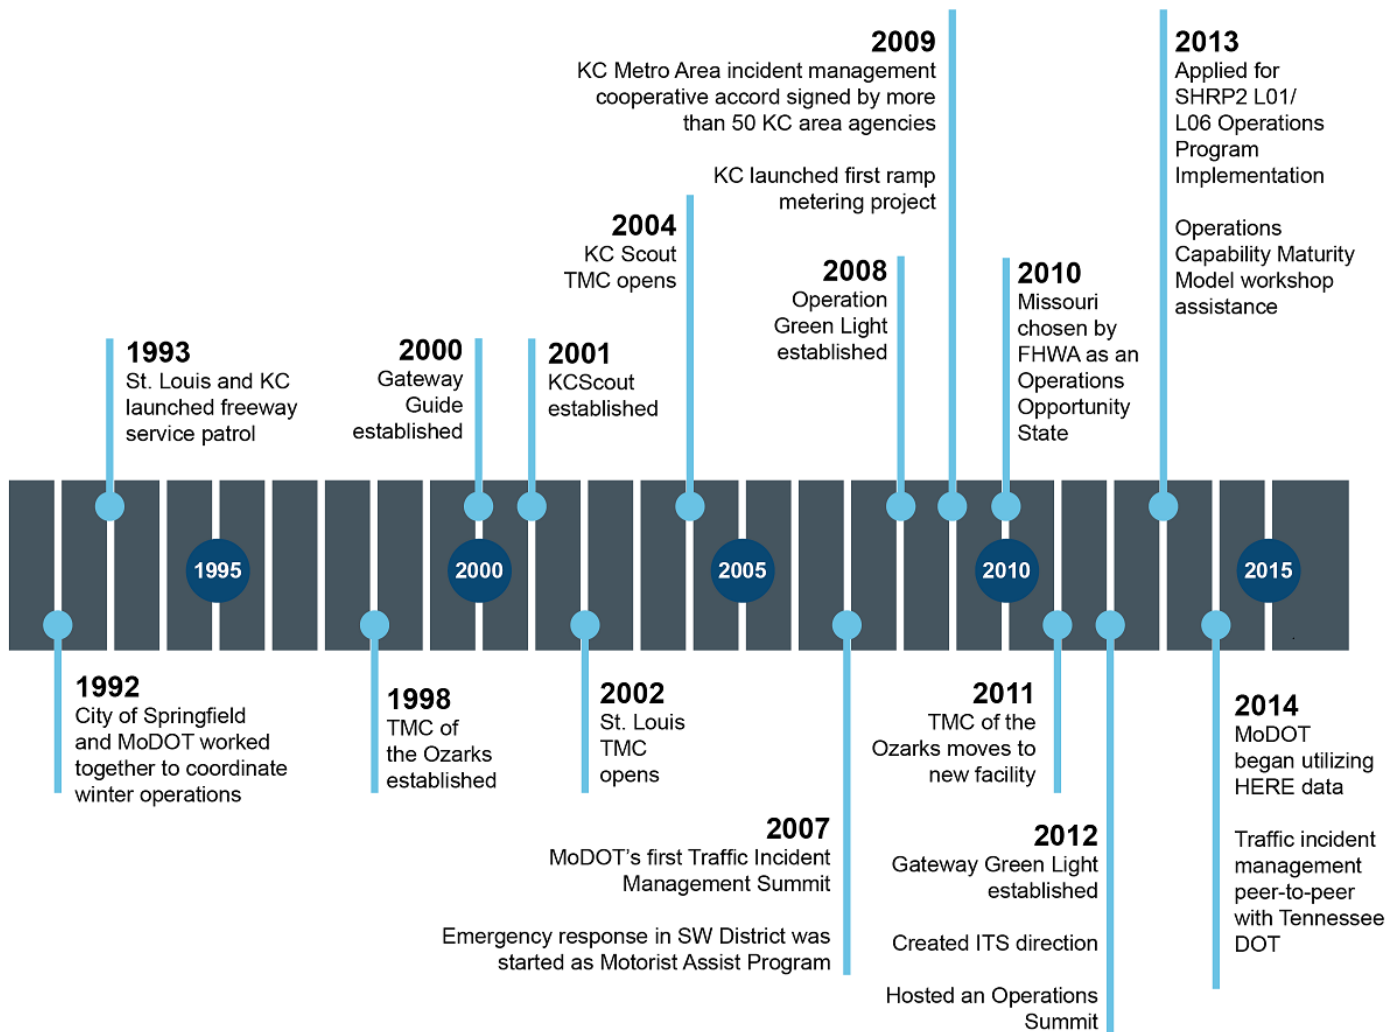 2009
KC Metro Area incident management
cooperative accord signed by more
than 50 KC area agencies
KC launched first ramp
metering project
2013
Applied for
SHRP2 L01/
L06 Operations
Program
Implementation
Operations
Capability Maturity
Model workshop
assistance
2004
KC Scout
TMC opens
2008
Operation
Green Light
established
2010
Missouri
chosen by
FHWA as an
Operations
Opportunity
State
1993
St. Louis and KC
launched freeway
service patrol
2000
Gateway
Guide
established
2001
KCScout
established
1995
2000
2005
2010
2015
1992
City of Springfield
and MoDOT worked
together to coordinate
winter operations
1998
TMC of
the Ozarks
established
2002
St. Louis
TMC
opens
2011
TMC of the
Ozarks moves to
new facility
2014
MoDOT
began utilizing
HERE data
Traffic incident
management
peer-to-peer
with Tennessee
DOT
2007
MoDOT's first Traffic Incident
Management Summit
Emergency response in SW District was
started as Motorist Assist Program
2012
Gateway Green Light
established
Created ITS direction
Hosted an Operations
Summit